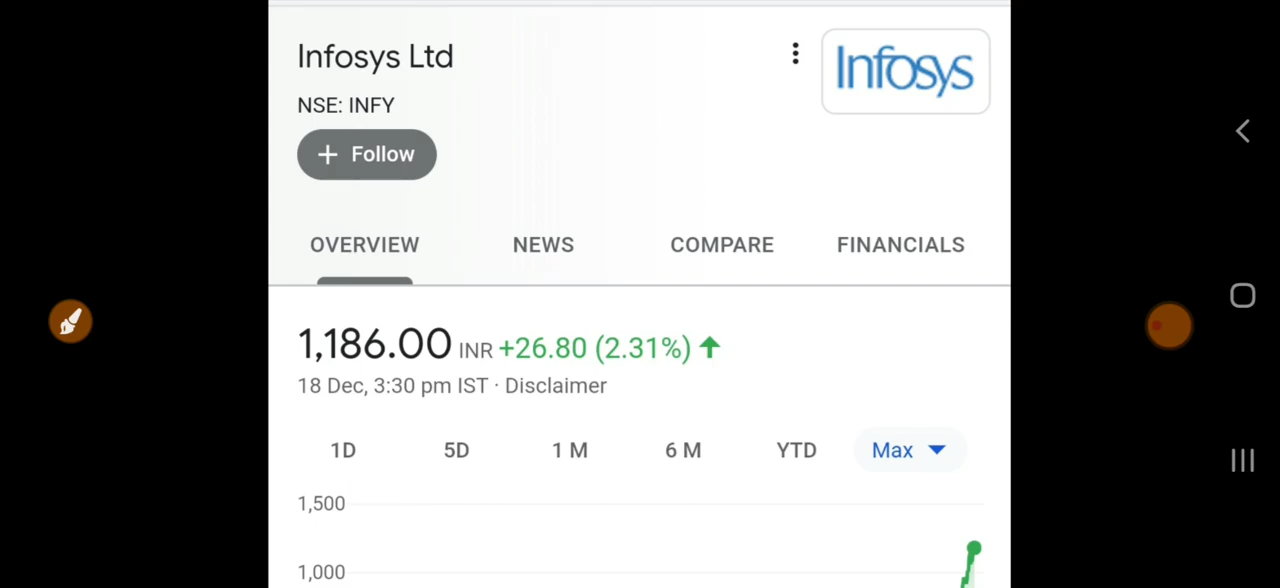 Infosys Ltd
Infosys
NSE: INFY
+ Follow
OVERVIEW NEWS COMPARE FINANCIALS
1,186.00 INR +26.80 (2.31%) ↑
18 Dec, 3:30 pm IST · Disclaimer
1D 5D 1 M 6 M YTD Max
1,500
1,000